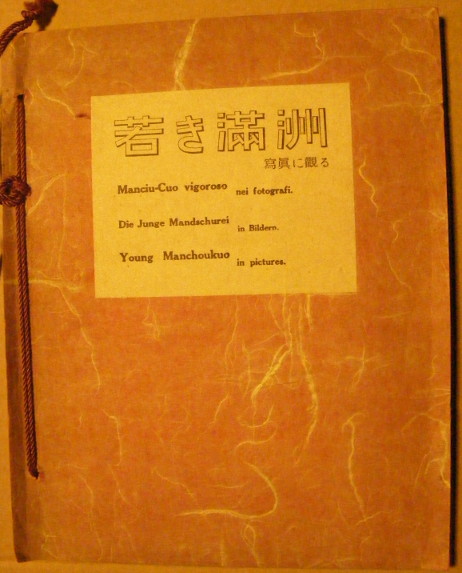 若き滿洲
寫眞に觀る
Manciu-Cuo vigoroso nei fotografi.
Die Junge Mandschurei in Bildern.
Young Manchoukuo in pictures.